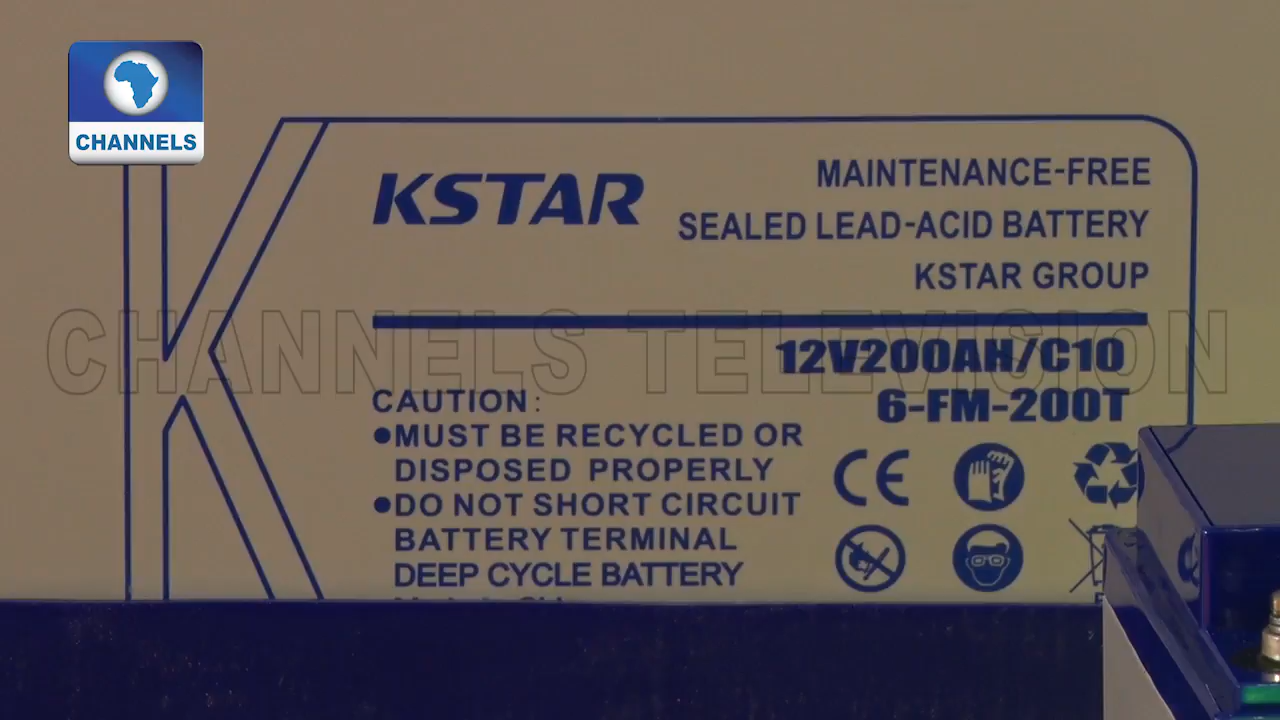 CHANNELS
KSTAR
MAINTENANCE-FREE
SEALED LEAD-ACID BATTERY
KSTAR GROUP
CHANNELS TELEVISION
12V200AH/C10
6-FM-200T
CAUTION:
●MUST BE RECYCLED OR
DISPOSED PROPERLY
●DO NOT SHORT CIRCUIT
BATTERY TERMINAL
DEEP CYCLE BATTERY
CE